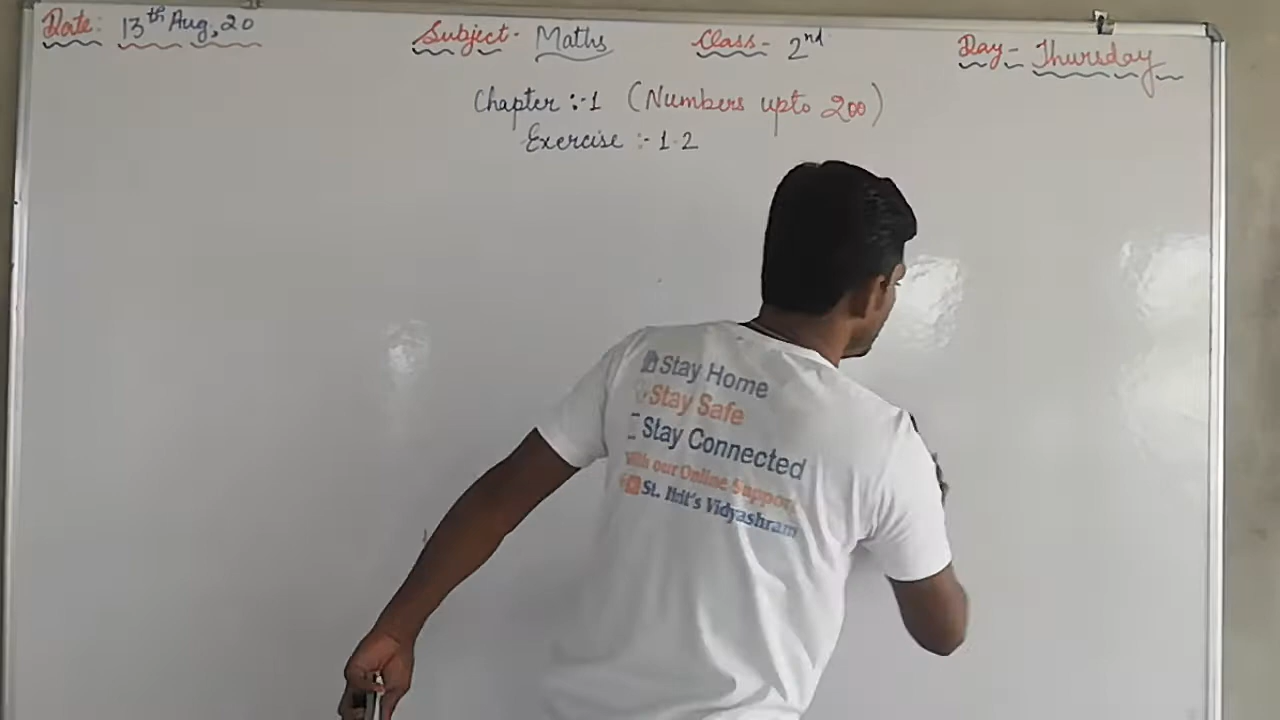 Date: 13th Aug, 20 Subject- Maths Class- 2nd Day- Thursday
Chapter :-1 (Numbers upto 200)
Exercise :- 1.2
Stay Home
Stay Safe
Stay Connected
With our Online Support
St. Vidyashram